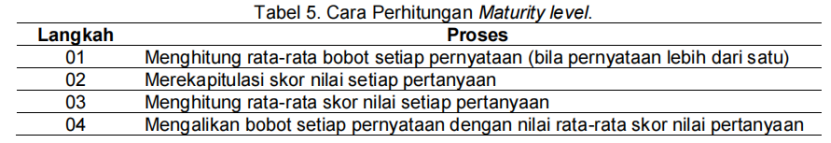 Tabel 5. Cara Perhitungan Maturity level.
Langkah Proses
01 Menghitung rata-rata bobot setiap pernyataan (bila pernyataan lebih dari satu)
02 Merekapitulasi skor nilai setiap pertanyaan
03 Menghitung rata-rata skor nilai setiap pertanyaan
04 Mengalikan bobot setiap pernyataan dengan nilai rata-rata skor nilai pertanyaan